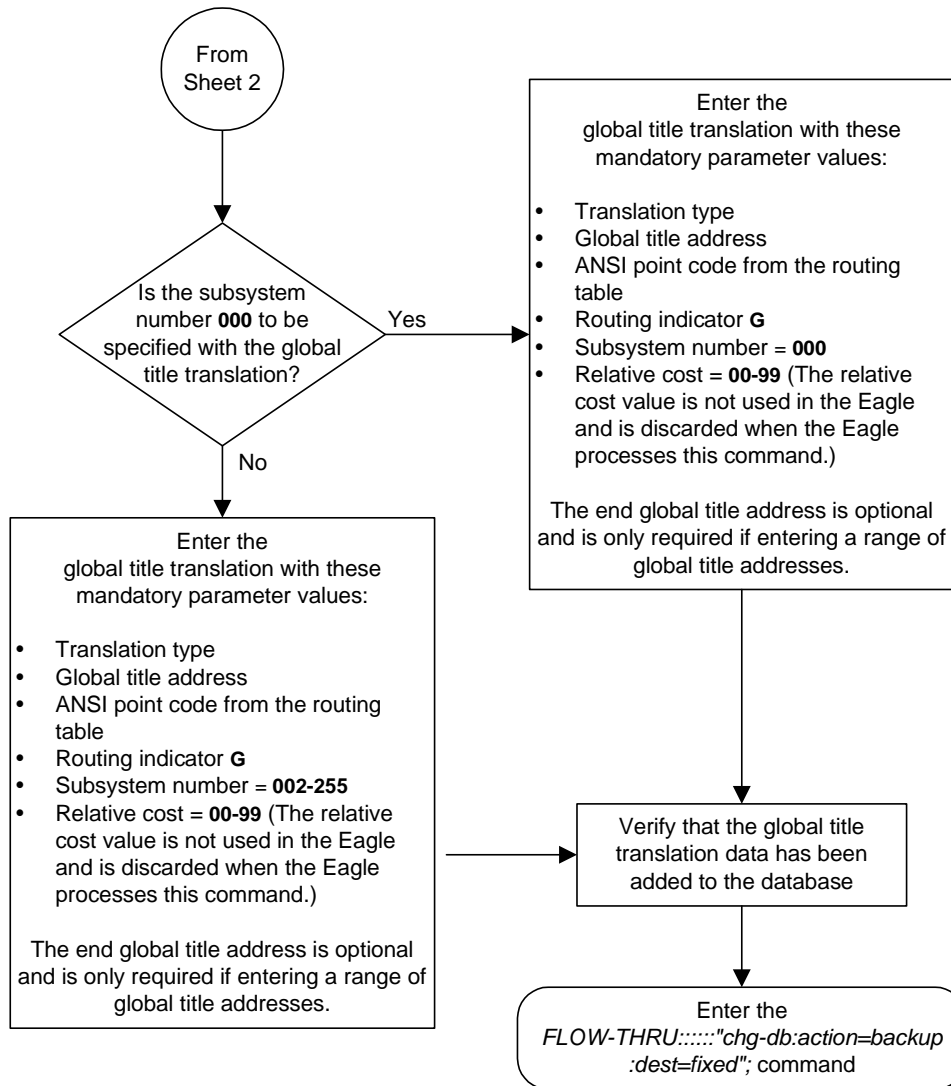 From
Sheet 2
Is the subsystem
number 000 to be
specified with the global
title translation?
Yes
No
Enter the
global title translation with these
mandatory parameter values:
• Translation type
• Global title address
• ANSI point code from the routing
table
• Routing indicator G
• Subsystem number = 000
• Relative cost = 00-99 (The relative
cost value is not used in the Eagle
and is discarded when the Eagle
processes this command.)
The end global title address is optional
and is only required if entering a range of
global title addresses.
Enter the
global title translation with these
mandatory parameter values:
• Translation type
• Global title address
• ANSI point code from the routing
table
• Routing indicator G
• Subsystem number = 002-255
• Relative cost = 00-99 (The relative
cost value is not used in the Eagle
and is discarded when the Eagle
processes this command.)
The end global title address is optional
and is only required if entering a range of
global title addresses.
Verify that the global title
translation data has been
added to the database
Enter the
FLOW-THRU::::::"chg-db:action=backup
:dest=fixed"; command